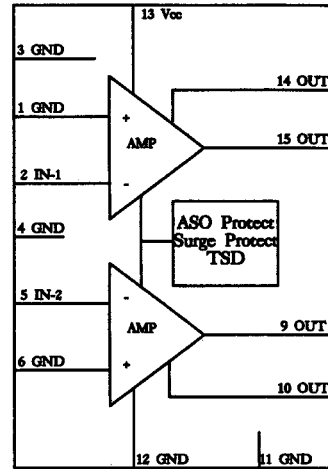 13 Vcc
3 GND
14 OUT
1 GND
+
AMP
15 OUT
2 IN-1
-
ASO Protect
Surge Protect
TSD
4 GND
5 IN-2
-
AMP
9 OUT
6 GND
+
10 OUT
12 GND
11 GND